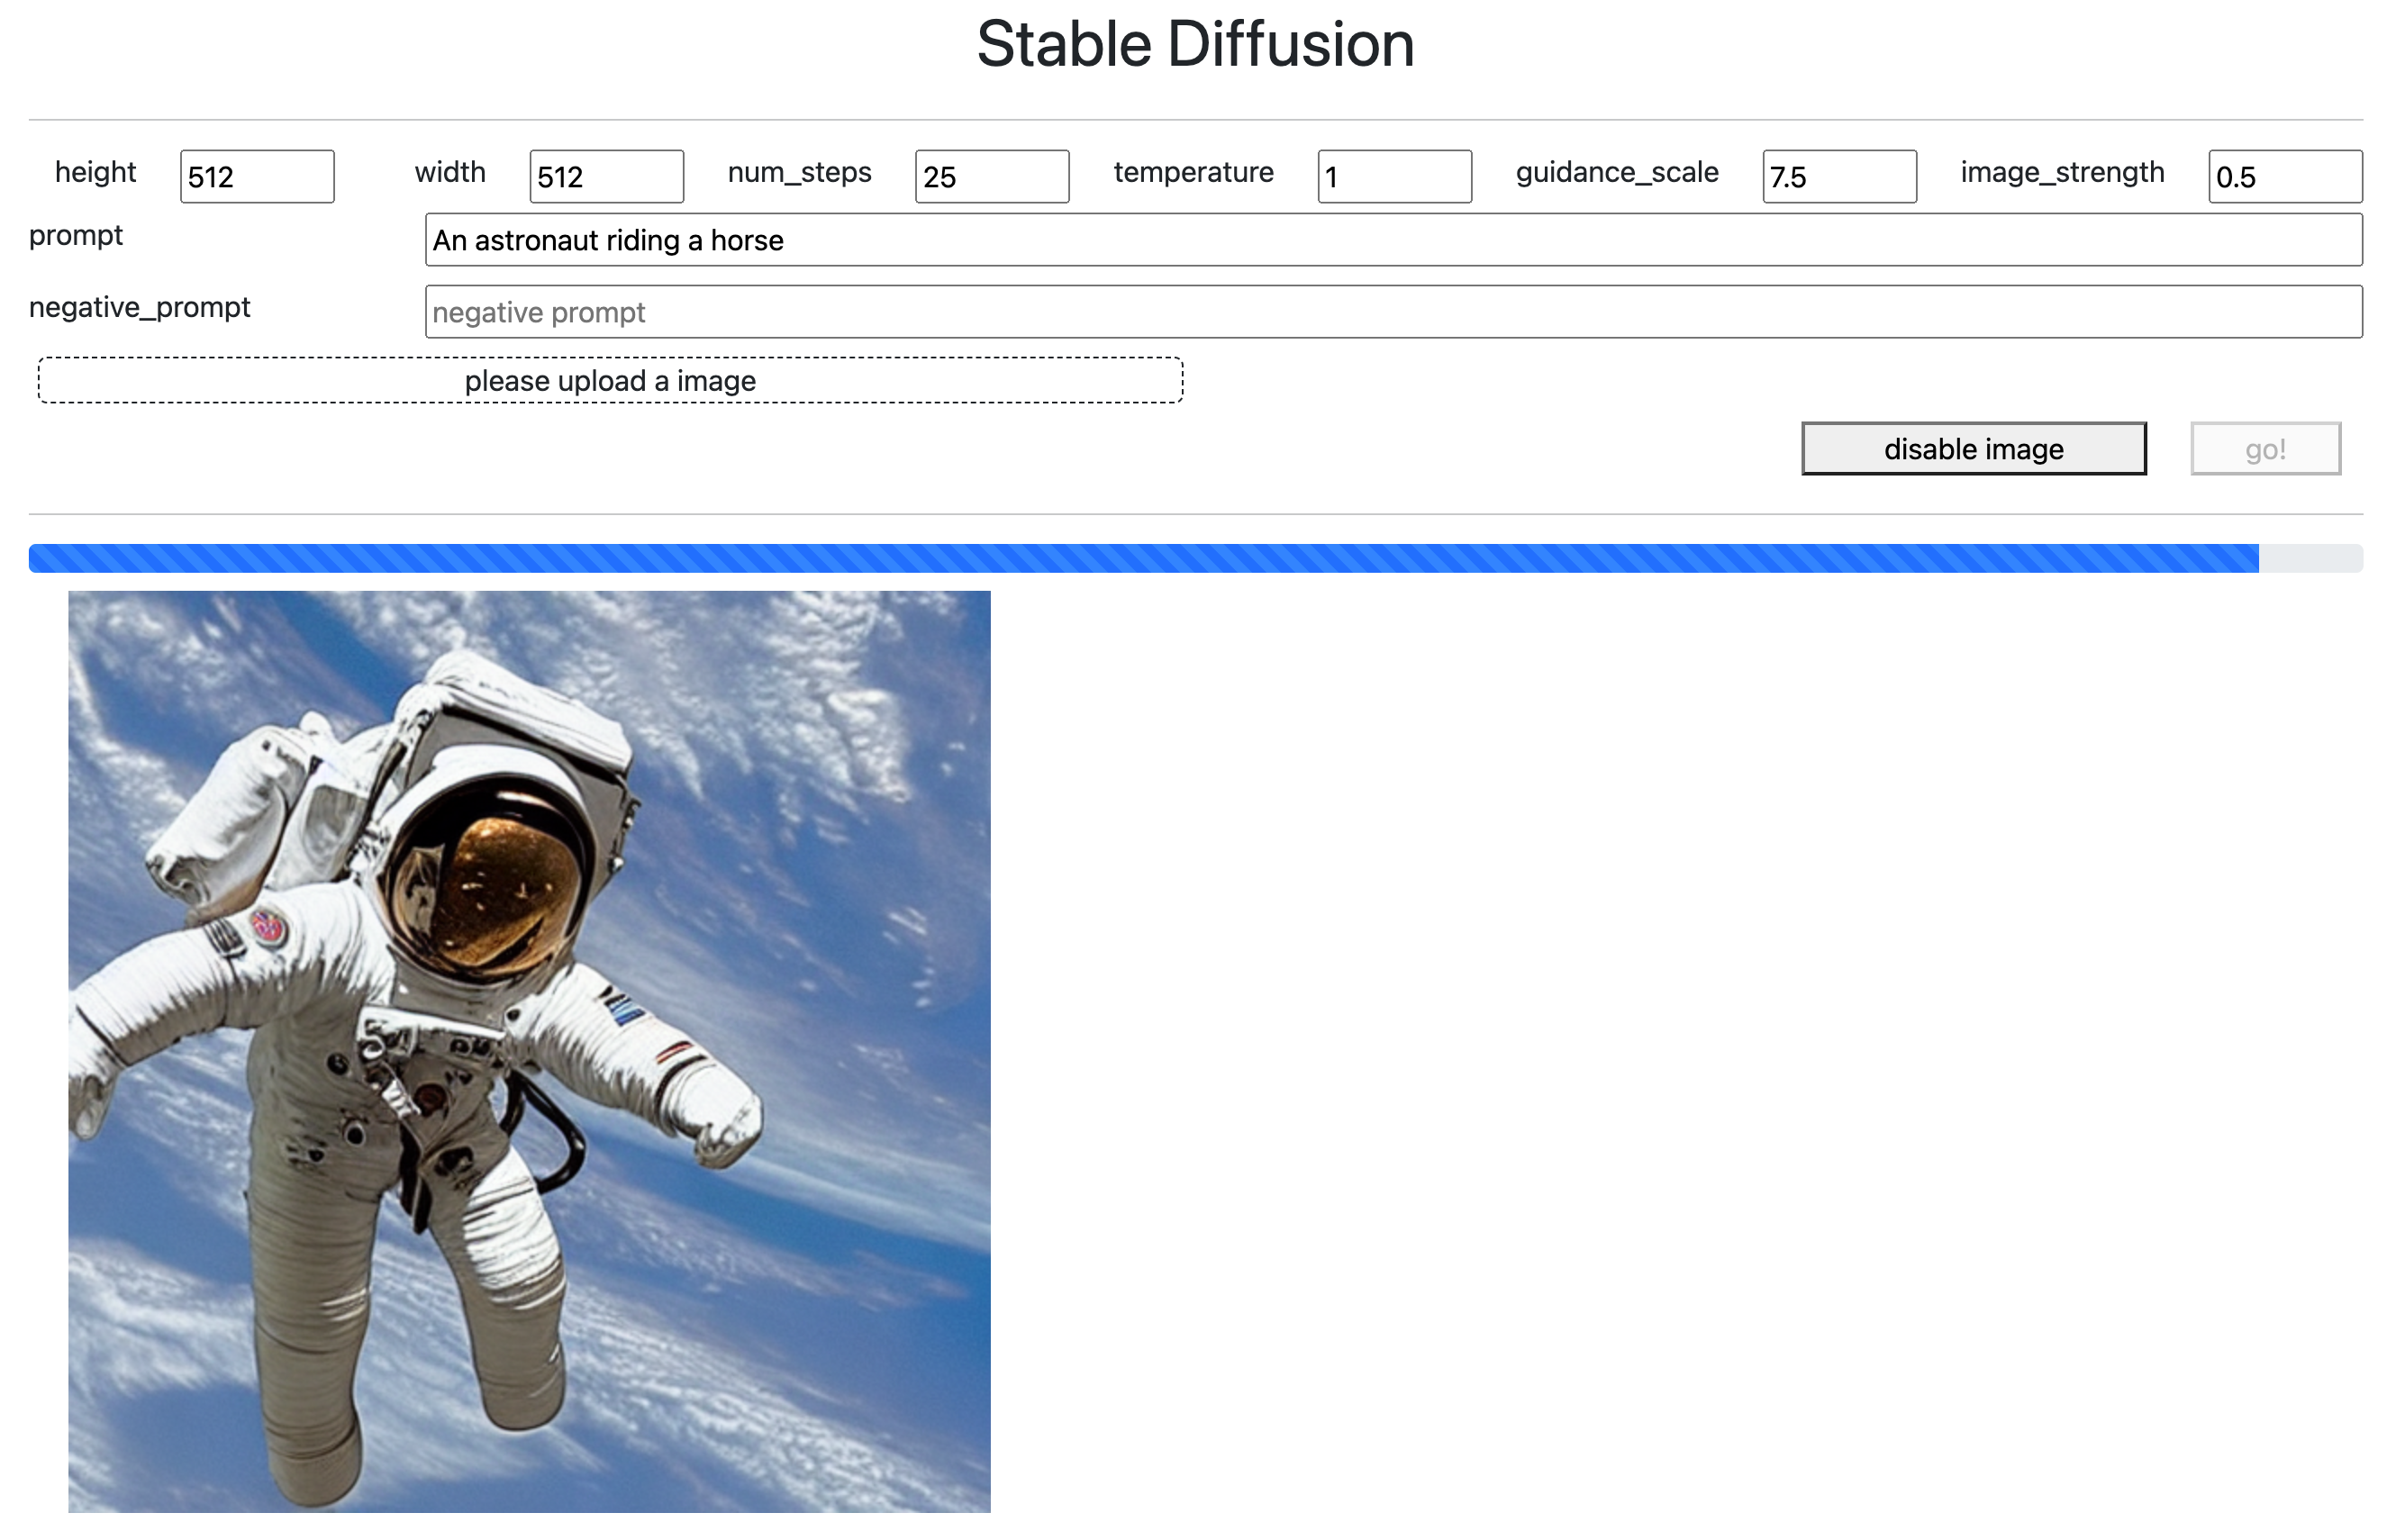 Stable Diffusion
height 512 width 512 num_steps 25 temperature 1 guidance_scale 7.5 image_strength 0.5
prompt An astronaut riding a horse
negative_prompt negative prompt
please upload a image
disable image go!